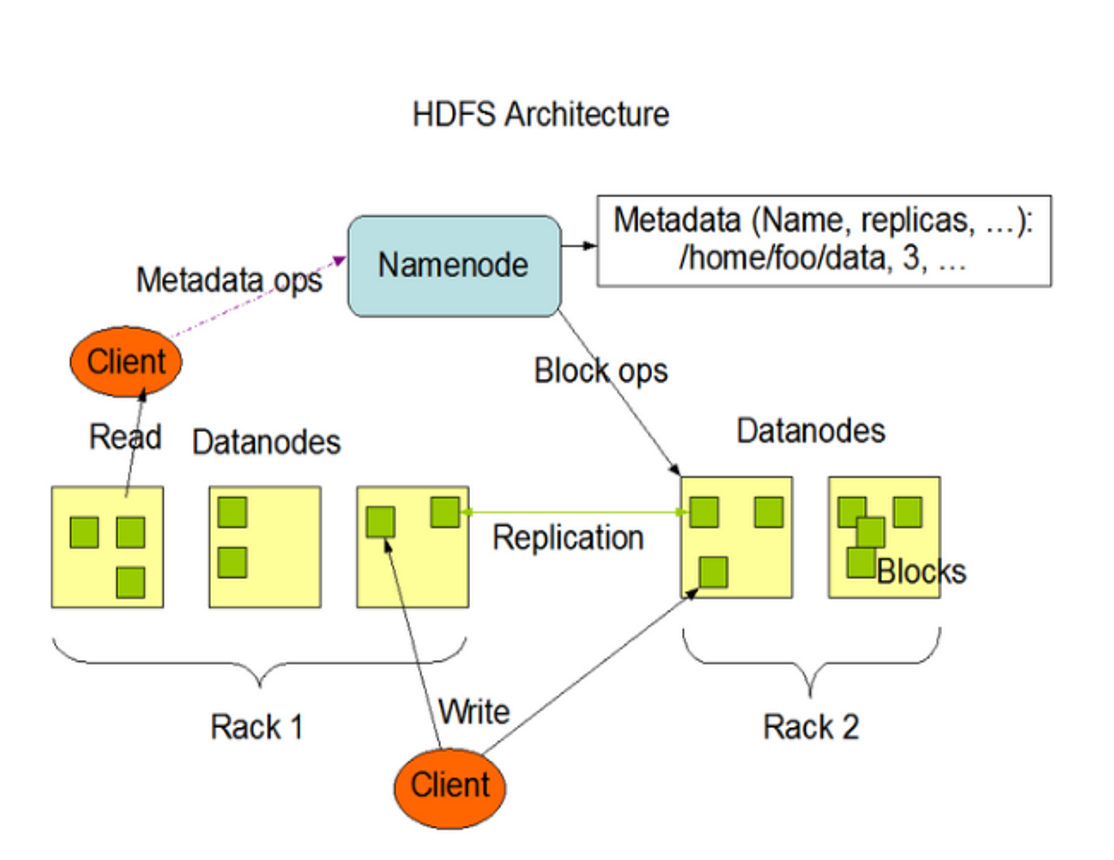 HDFS Architecture
Metadata (Name, replicas, …):
/home/foo/data, 3, …
Namenode
Metadata ops
Client
Block ops
Read
Datanodes
Datanodes
Replication
Blocks
Rack 1
Write
Rack 2
Client